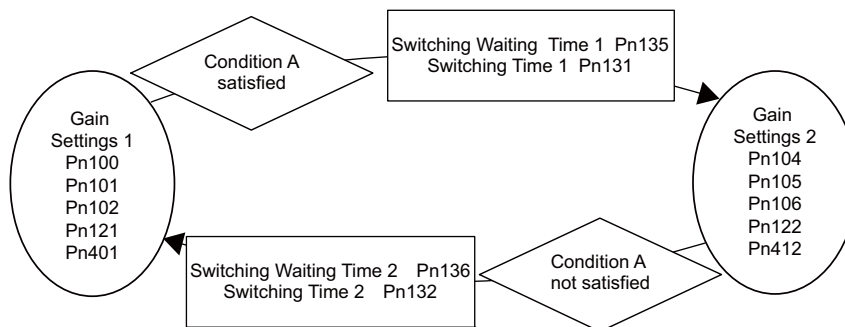 Condition A
satisfied
Switching Waiting Time 1 Pn135
Switching Time 1 Pn131
Gain
Settings 1
Pn100
Pn101
Pn102
Pn121
Pn401
Gain
Settings 2
Pn104
Pn105
Pn106
Pn122
Pn412
Switching Waiting Time 2 Pn136
Switching Time 2 Pn132
Condition A
not satisfied